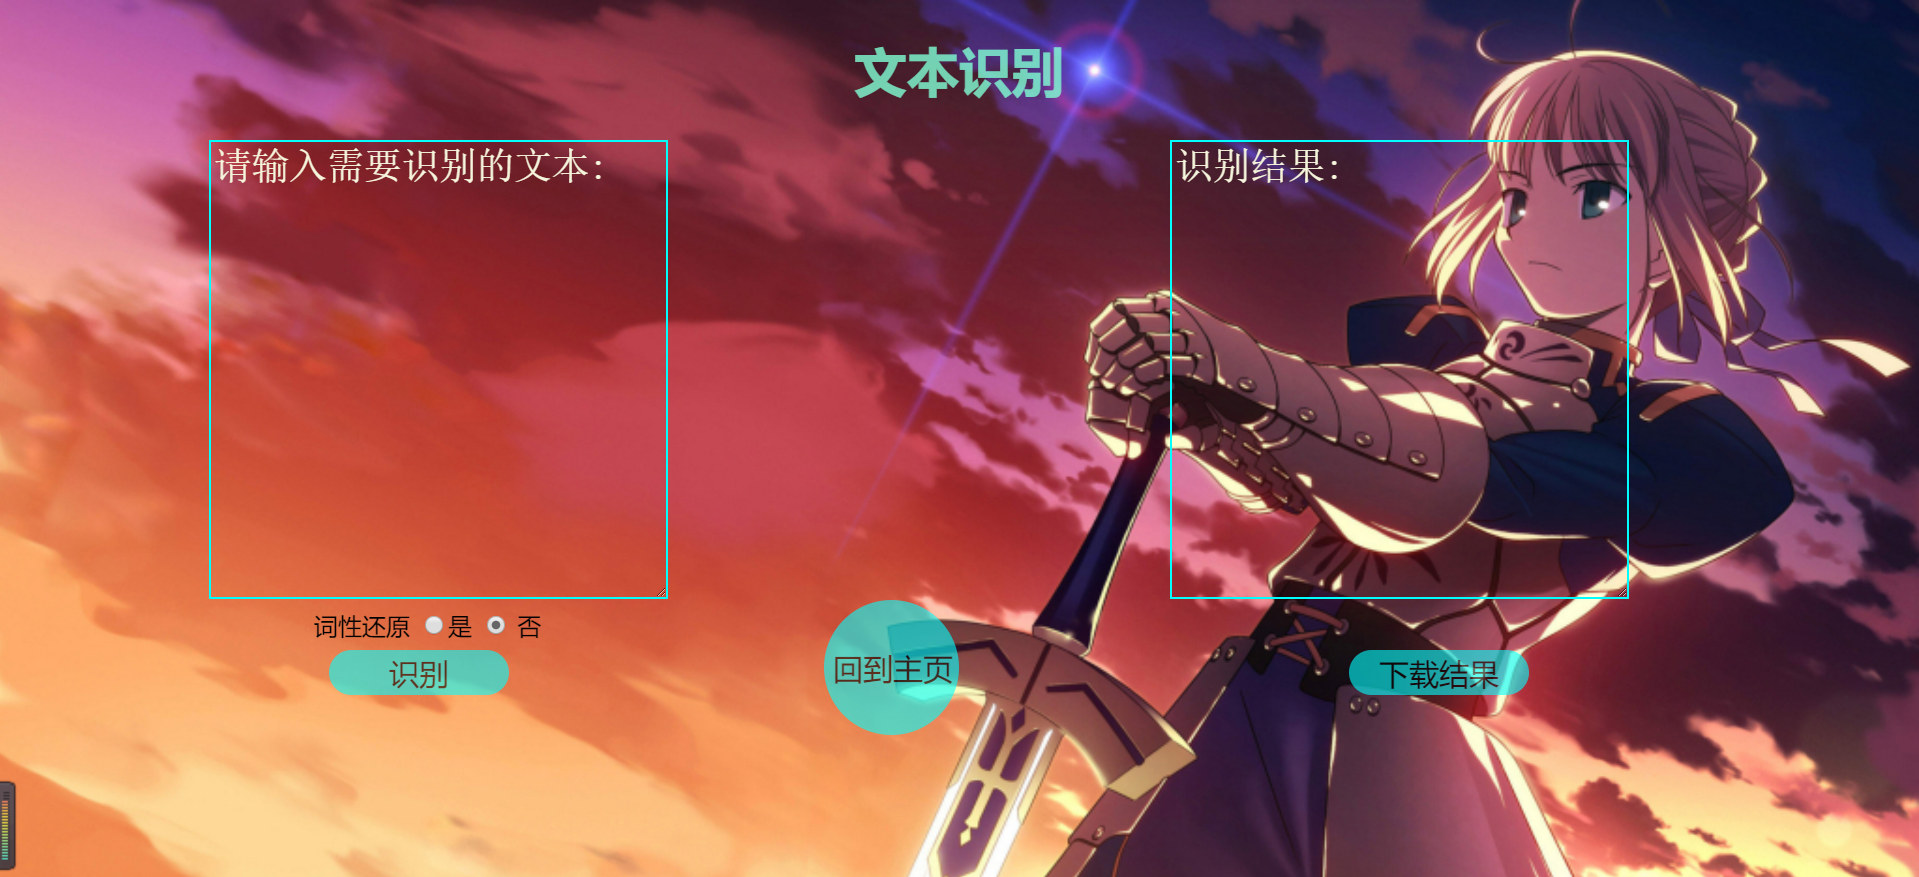 文本识别
请输入需要识别的文本：
识别结果：
词性还原 是 否
识别
回到主页
下载结果